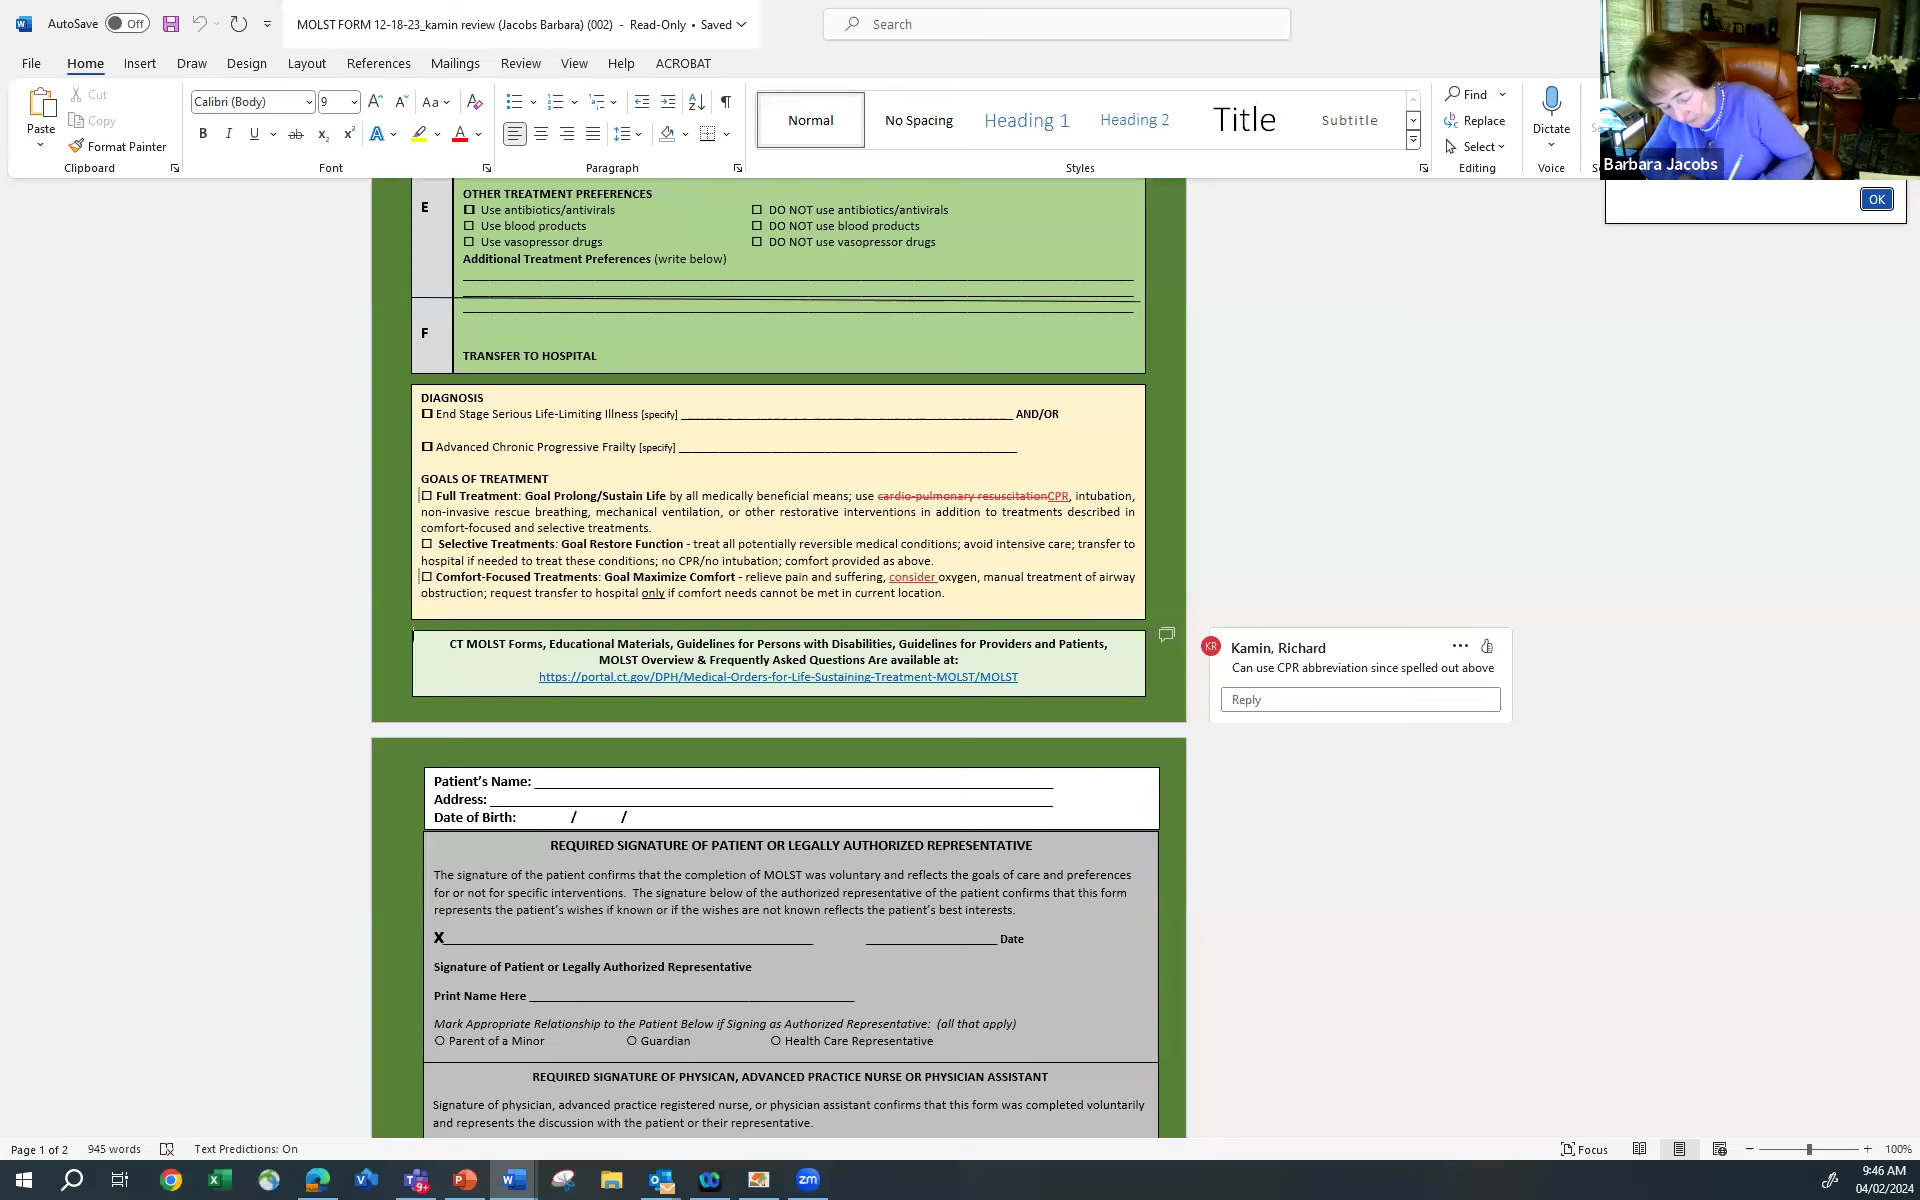 AutoSave Off MOLST FORM 12-18-23_kamin review (Jacobs Barbara) (002) - Read-Only • Saved Search
File Home Insert Draw Design Layout References Mailings Review View Help ACROBAT
Paste Cut Copy Format Painter
Calibri (Body) 9
Normal No Spacing Heading 1 Heading 2 Title Subtitle
Find Replace Select Dictate
Clipboard Font Paragraph Styles Editing Voice
Barbara Jacobs
OK
E
OTHER TREATMENT PREFERENCES
☐ Use antibiotics/antivirals ☐ DO NOT use antibiotics/antivirals
☐ Use blood products ☐ DO NOT use blood products
☐ Use vasopressor drugs ☐ DO NOT use vasopressor drugs
Additional Treatment Preferences (write below)
F
TRANSFER TO HOSPITAL
DIAGNOSIS
☐ End Stage Serious Life-Limiting Illness [specify] ____ AND/OR
☐ Advanced Chronic Progressive Frailty [specify] ____
GOALS OF TREATMENT
☐ Full Treatment: Goal Prolong/Sustain Life by all medically beneficial means; use cardio-pulmonary resuscitationCPR, intubation,
non-invasive rescue breathing, mechanical ventilation, or other restorative interventions in addition to treatments described in
comfort-focused and selective treatments.
☐ Selective Treatments: Goal Restore Function - treat all potentially reversible medical conditions; avoid intensive care; transfer to
hospital if needed to treat these conditions; no CPR/no intubation; comfort provided as above.
☐ Comfort-Focused Treatments: Goal Maximize Comfort - relieve pain and suffering, consider oxygen, manual treatment of airway
obstruction; request transfer to hospital only if comfort needs cannot be met in current location.
CT MOLST Forms, Educational Materials, Guidelines for Persons with Disabilities, Guidelines for Providers and Patients,
MOLST Overview & Frequently Asked Questions Are available at:
https://portal.ct.gov/DPH/Medical-Orders-for-Life-Sustaining-Treatment-MOLST/MOLST
KR Kamin, Richard
Can use CPR abbreviation since spelled out above
Reply
Patient's Name: ____
Address: ____
Date of Birth: / /
REQUIRED SIGNATURE OF PATIENT OR LEGALLY AUTHORIZED REPRESENTATIVE
The signature of the patient confirms that the completion of MOLST was voluntary and reflects the goals of care and preferences
for or not for specific interventions. The signature below of the authorized representative of the patient confirms that this form
represents the patient's wishes if known or if the wishes are not known reflects the patient's best interests.
X____ ____ Date
Signature of Patient or Legally Authorized Representative
Print Name Here ____
Mark Appropriate Relationship to the Patient Below if Signing as Authorized Representative: (all that apply)
○ Parent of a Minor ○ Guardian ○ Health Care Representative
REQUIRED SIGNATURE OF PHYSICAN, ADVANCED PRACTICE NURSE OR PHYSICIAN ASSISTANT
Signature of physician, advanced practice registered nurse, or physician assistant confirms that this form was completed voluntarily
and represents the discussion with the patient or their representative.
Page 1 of 2 945 words Text Predictions: On Focus 100%
9:46 AM
04/02/2024